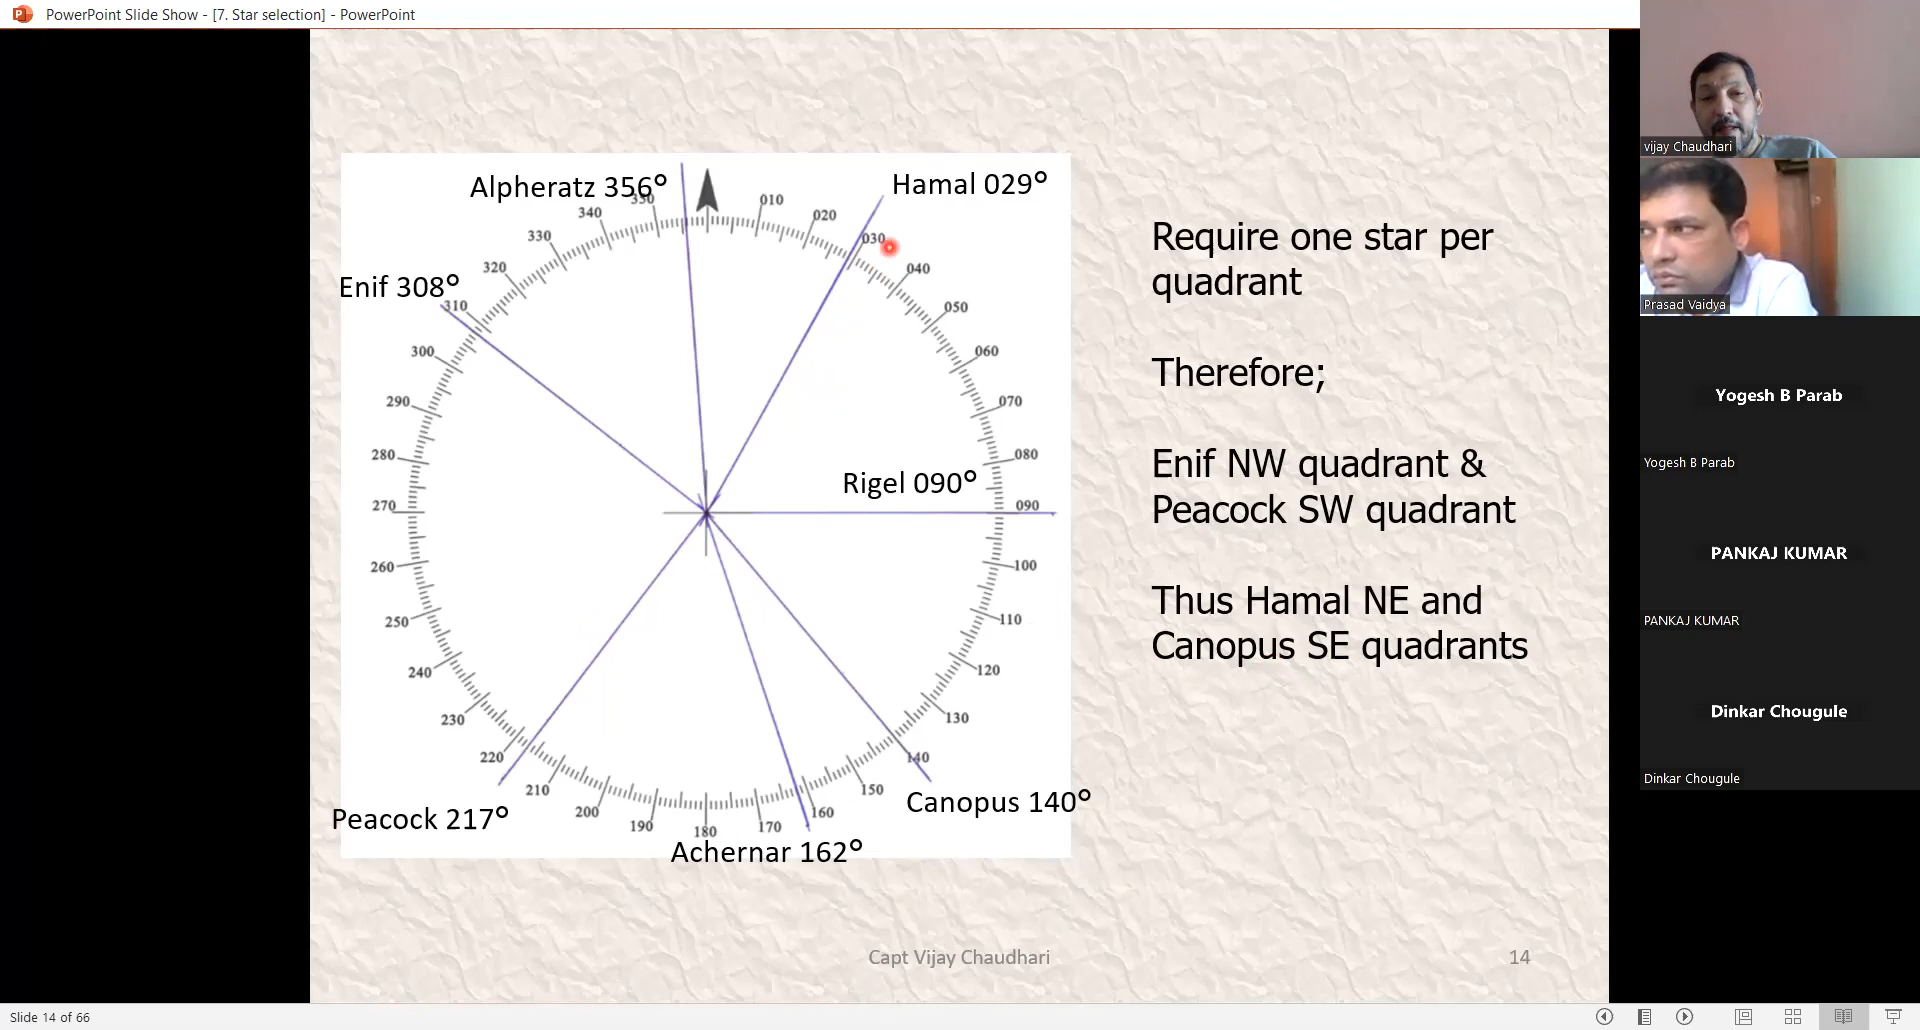 PowerPoint Slide Show - [7. Star selection] - PowerPoint
Alpheratz 356°
Hamal 029°
Enif 308°
Rigel 090°
Canopus 140°
Peacock 217°
Achernar 162°
350
010
020
030
040
050
060
070
080
090
100
110
120
130
140
150
160
170
180
190
200
210
220
230
240
250
260
270
280
290
300
310
320
330
340
Require one star per
quadrant
Therefore;
Enif NW quadrant &
Peacock SW quadrant
Thus Hamal NE and
Canopus SE quadrants
Capt Vijay Chaudhari
14
vijay Chaudhari
Prasad Vaidya
Yogesh B Parab
Yogesh B Parab
PANKAJ KUMAR
PANKAJ KUMAR
Dinkar Chougule
Dinkar Chougule
Slide 14 of 66